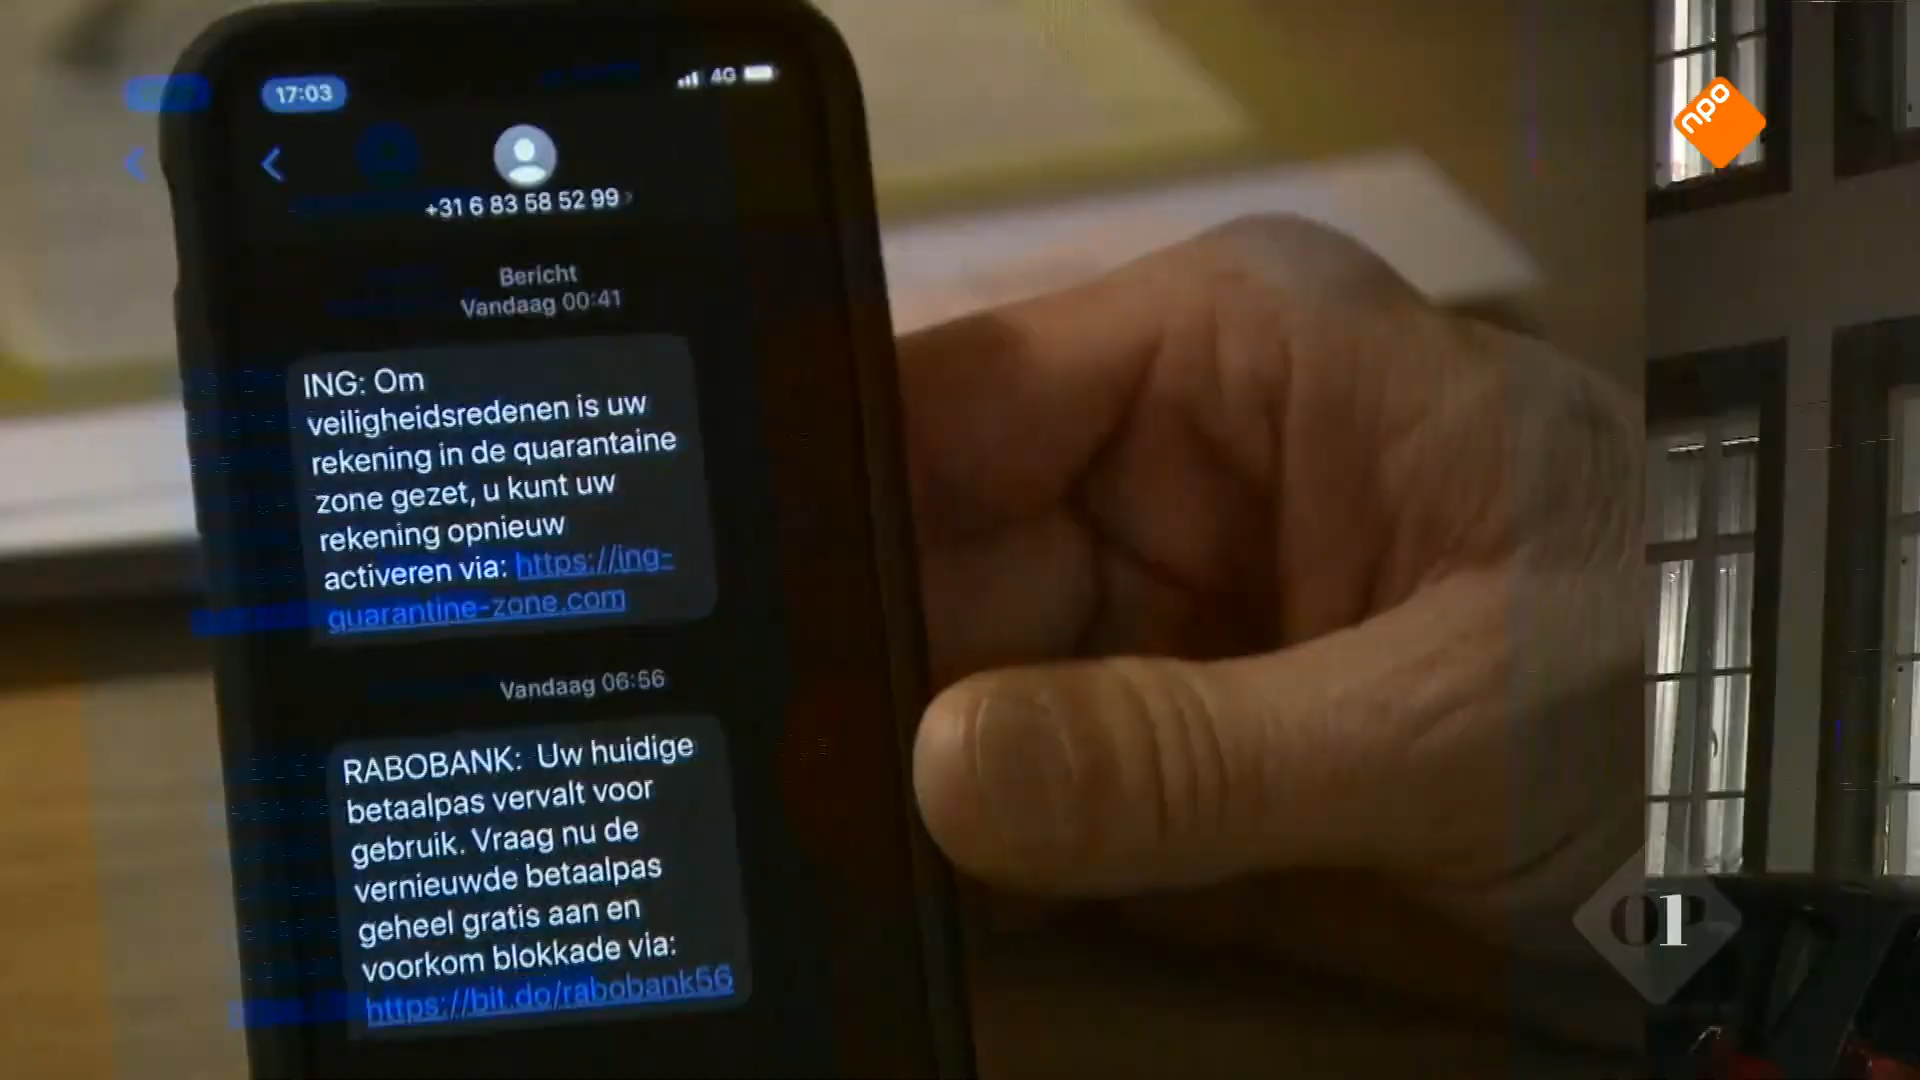 17:03
4G
npo
+31 6 83 58 52 99
Bericht
Vandaag 00:41
ING: Om
veiligheidsredenen is uw
rekening in de quarantaine
zone gezet, u kunt uw
rekening opnieuw
activeren via: https://ing-
quarantine-zone.com
Vandaag 06:56
RABOBANK: Uw huidige
betaalpas vervalt voor
gebruik. Vraag nu de
vernieuwde betaalpas
geheel gratis aan en
voorkom blokkade via:
https://bit.do/rabobank56
OP1